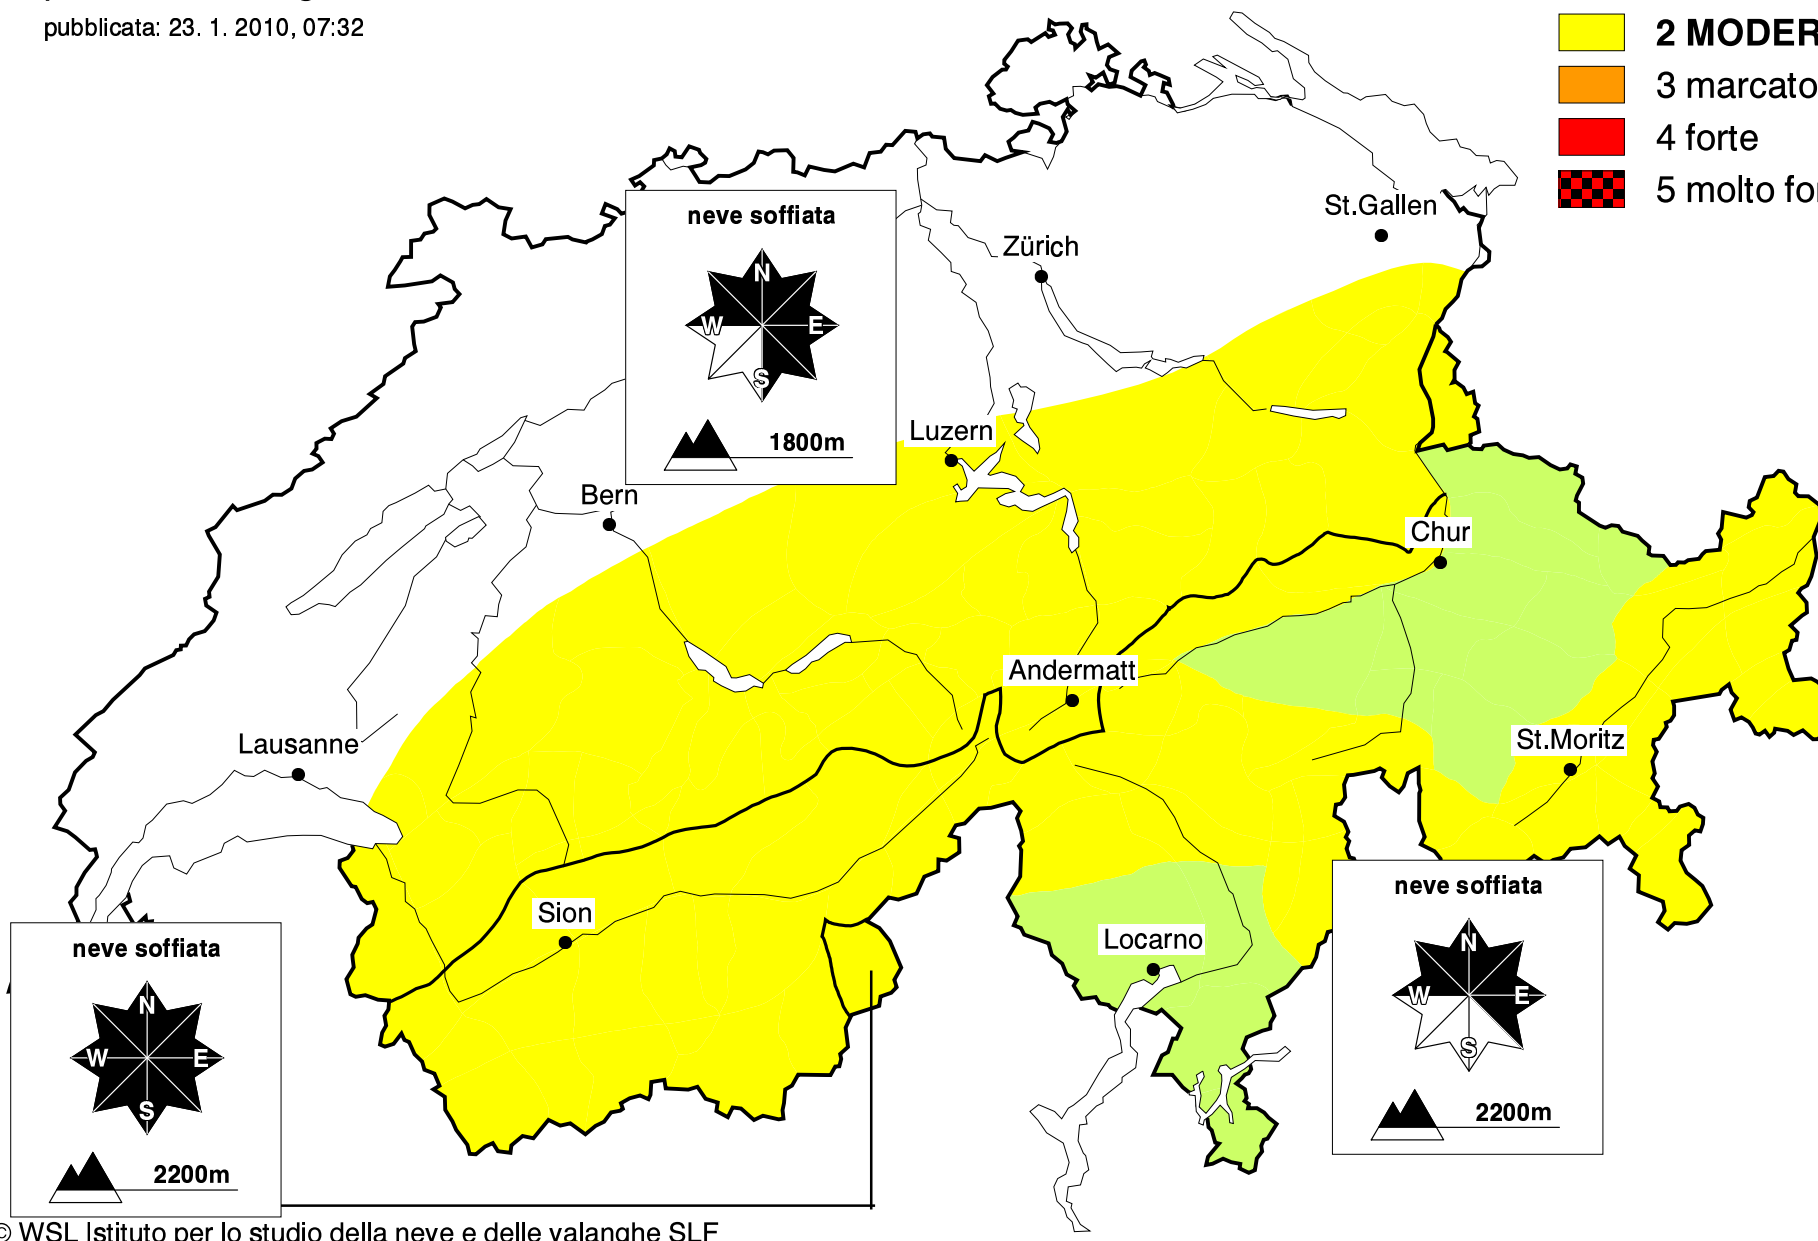 pubblicata: 23. 1. 2010, 07:32
2 MODER
3 marcato
4 forte
5 molto for
St.Gallen
Zürich
neve soffiata
N
W
E
S
1800m
Luzern
Bern
Chur
Andermatt
St.Moritz
Lausanne
Sion
Locarno
neve soffiata
N
W
E
S
2200m
neve soffiata
N
W
E
S
2200m
© WSL Istituto per lo studio della neve e delle valanghe SLF